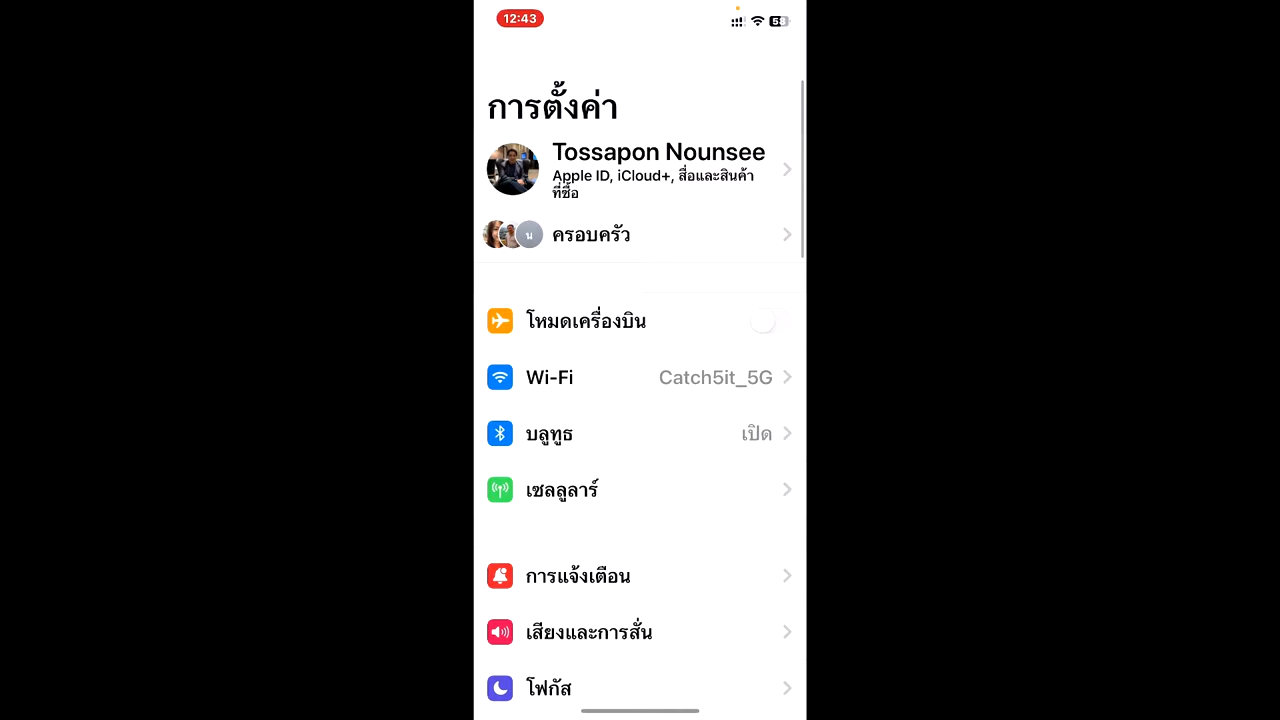 12:43
58
การตั้งค่า
Tossapon Nounsee
Apple ID, iCloud+, สื่อและสินค้า
ที่ซื้อ
น
ครอบครัว
โหมดเครื่องบิน
Wi-Fi
Catch5it_5G
บลูทูธ
เปิด
เซลลูลาร์
การแจ้งเตือน
เสียงและการสั่น
โฟกัส